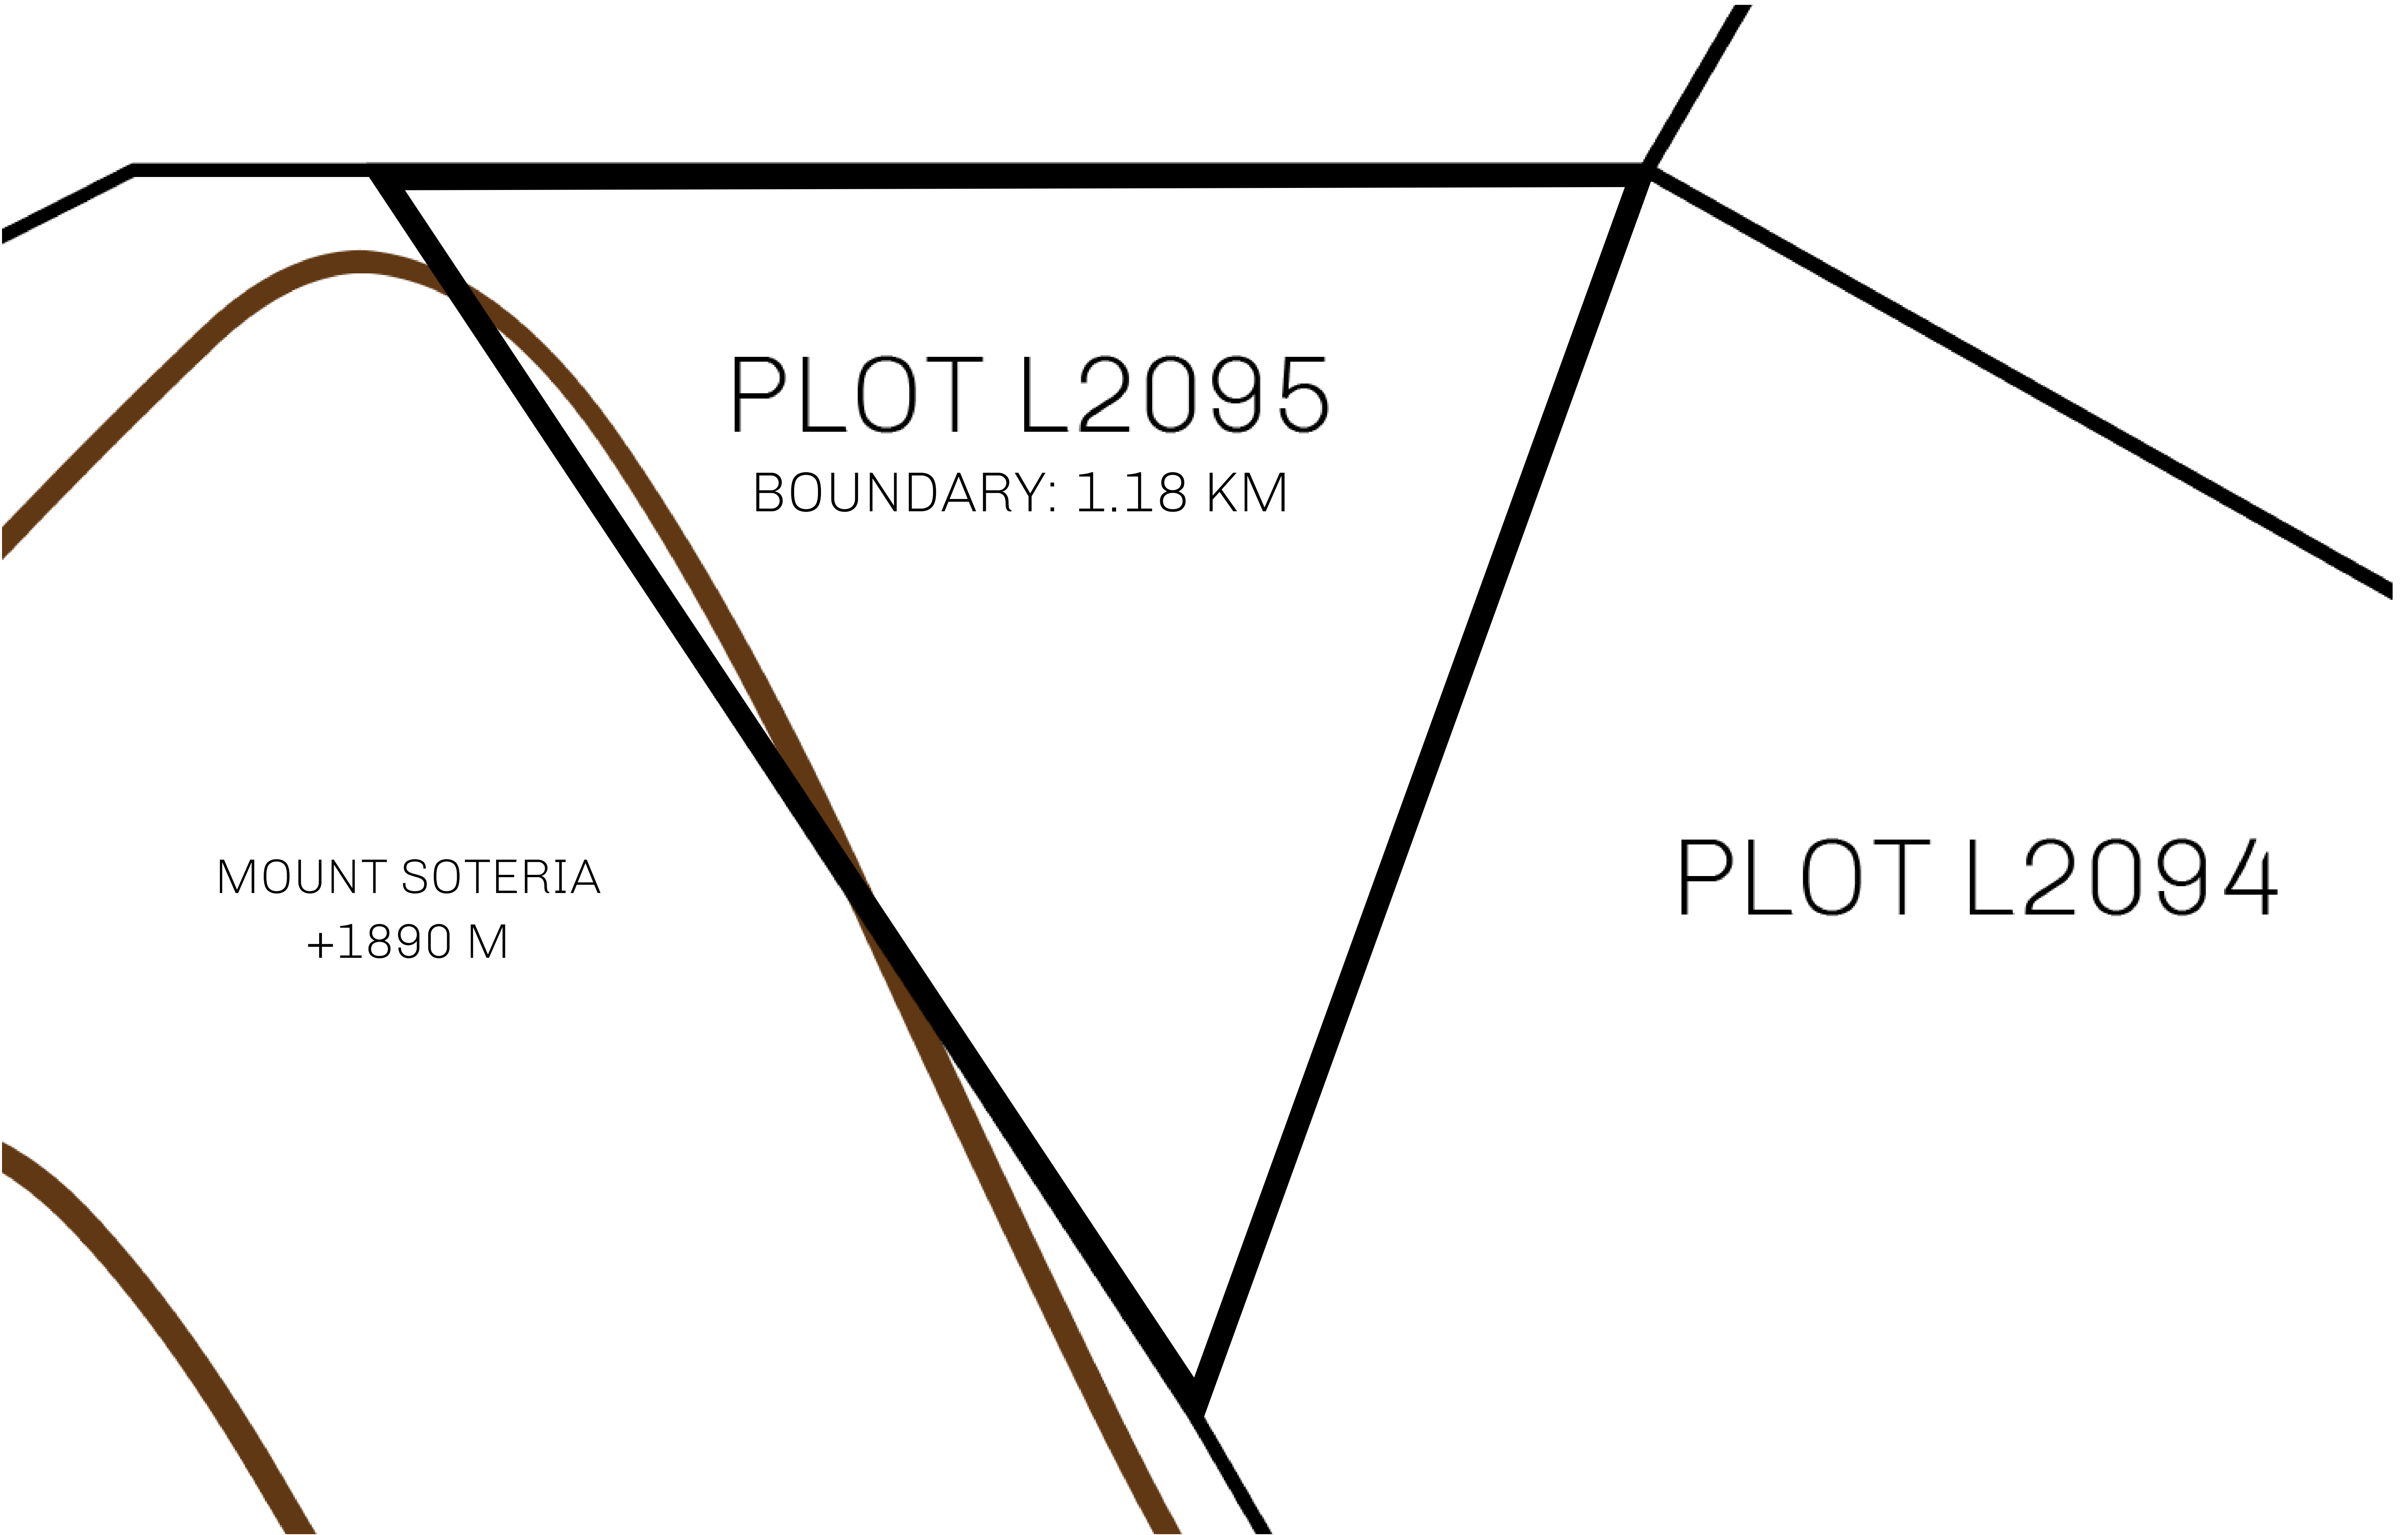 PLOT L2095
BOUNDARY: 1.18 KM
MOUNT SOTERIA
+1890 M
PLOT L2094